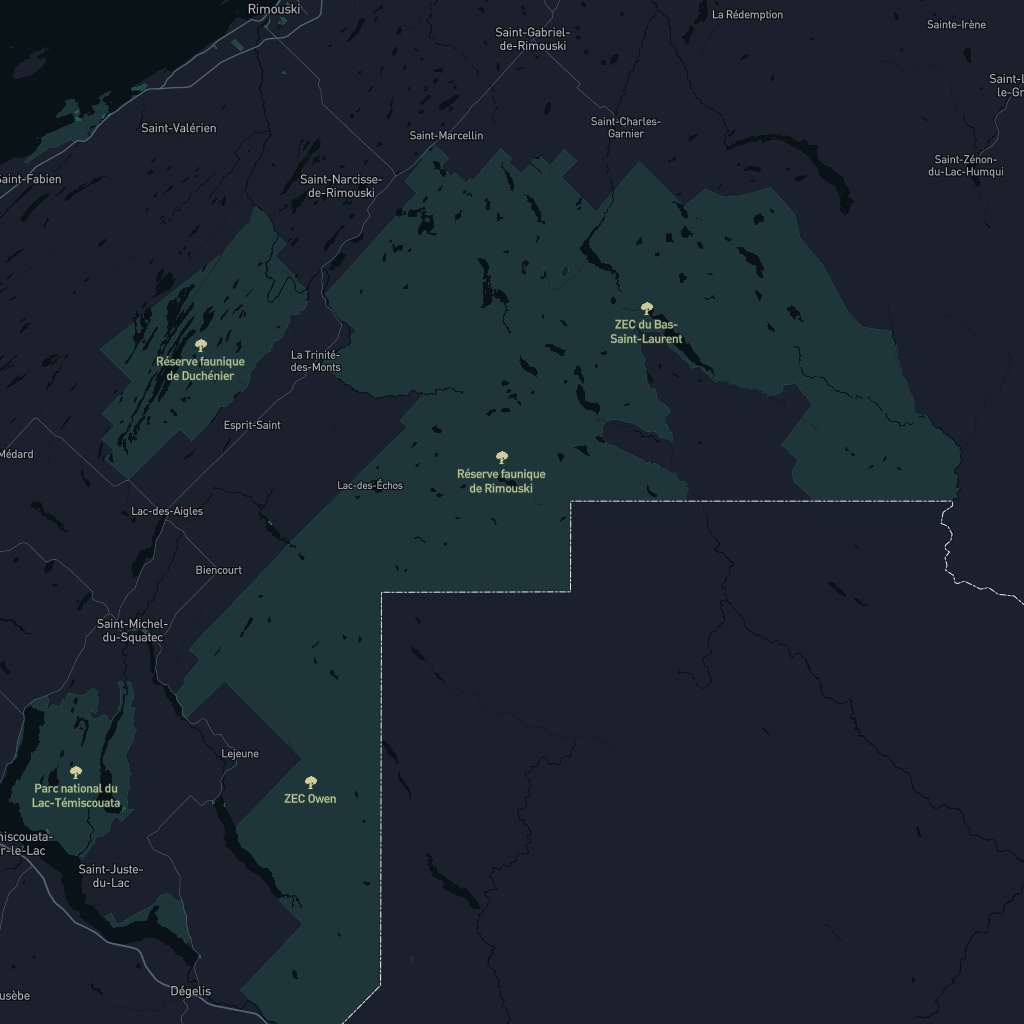 Rimouski
La Rédemption
Sainte-Irène
Saint-Gabriel-
de-Rimouski
Saint-L
le-Gr
Saint-Valérien
Saint-Marcellin
Saint-Charles-
Garnier
Saint-Zénon-
du-Lac-Humqui
Saint-Fabien
Saint-Narcisse-
de-Rimouski
ZEC du Bas-
Saint-Laurent
Réserve faunique
de Duchénier
La Trinité-
des-Monts
Esprit-Saint
Médard
Réserve faunique
de Rimouski
Lac-des-Échos
Lac-des-Aigles
Biencourt
Saint-Michel-
du-Squatec
Lejeune
Parc national du
Lac-Témiscouata
ZEC Owen
miscouata-
r-le-Lac
Saint-Juste-
du-Lac
Dégelis
usèbe